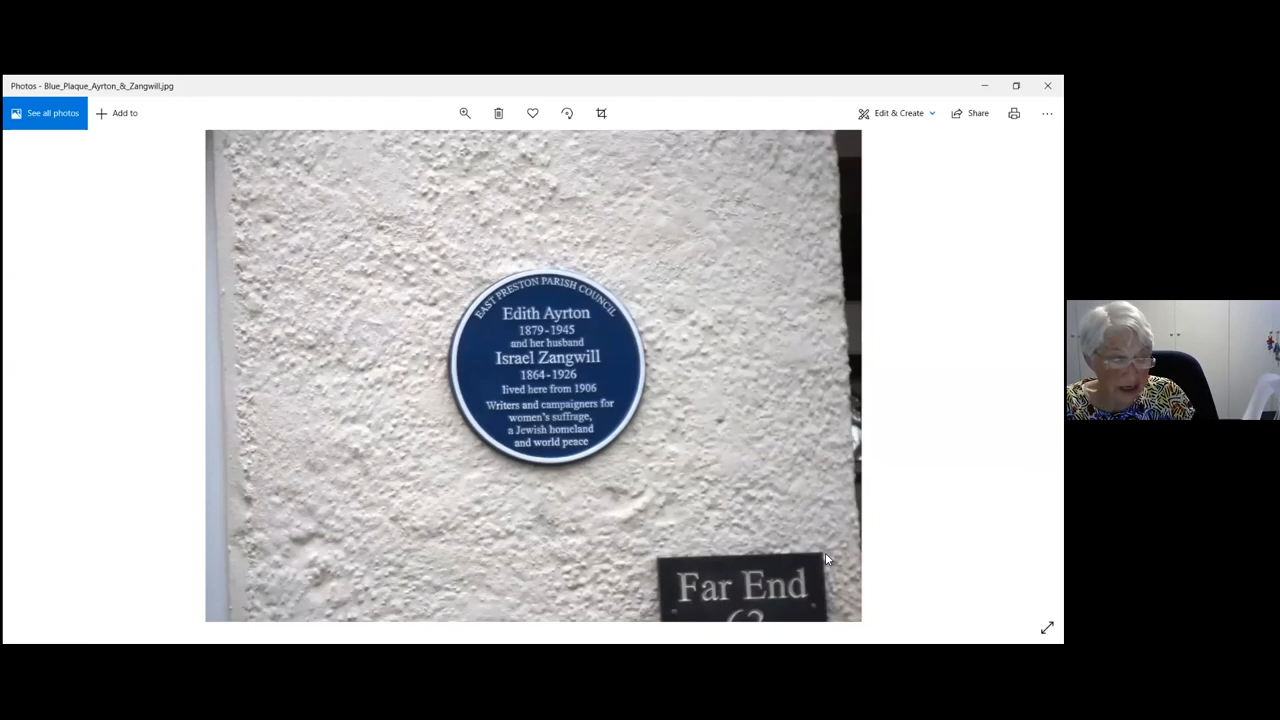 Photos - Blue_Plaque_Ayrton_&_Zangwill.jpg
See all photos
Add to
Edit & Create
Share
EAST PRESTON PARISH COUNCIL
Edith Ayrton
1879-1945
and her husband
Israel Zangwill
1864-1926
lived here from 1906
Writers and campaigners for
women's suffrage,
a Jewish homeland
and world peace
Far End